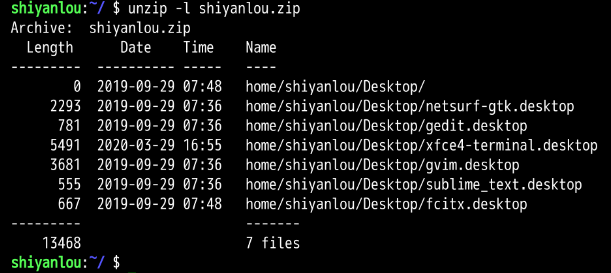 shiyanlou:~/ $ unzip -l shiyanlou.zip
Archive:  shiyanlou.zip
  Length      Date    Time    Name
---------  ---------- -----   ----
        0  2019-09-29 07:48   home/shiyanlou/Desktop/
     2293  2019-09-29 07:36   home/shiyanlou/Desktop/netsurf-gtk.desktop
      781  2019-09-29 07:36   home/shiyanlou/Desktop/gedit.desktop
     5491  2020-03-29 16:55   home/shiyanlou/Desktop/xfce4-terminal.desktop
     3681  2019-09-29 07:36   home/shiyanlou/Desktop/gvim.desktop
      555  2019-09-29 07:36   home/shiyanlou/Desktop/sublime_text.desktop
      667  2019-09-29 07:48   home/shiyanlou/Desktop/fcitx.desktop
---------                     -------
    13468                     7 files
shiyanlou:~/ $